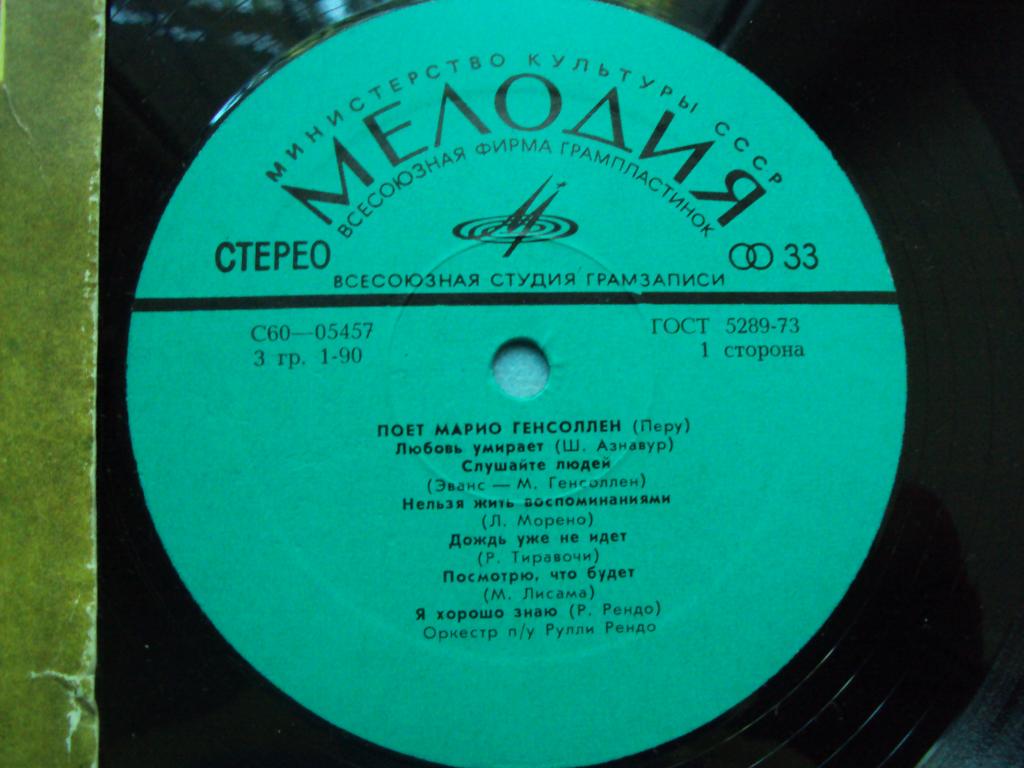 МИНИСТЕРСТВО КУЛЬТУРЫ СССР
МЕЛОДИЯ
ВСЕСОЮЗНАЯ ФИРМА ГРАМПЛАСТИНОК
СТЕРЕО 33
ВСЕСОЮЗНАЯ СТУДИЯ ГРАМЗАПИСИ
С60—05457 ГОСТ 5289-73
3 гр. 1-90 1 сторона
ПОЕТ МАРИО ГЕНСОЛЛЕН (Перу)
Любовь умирает (Ш. Азнавур)
Слушайте людей
(Эванс — М. Генсоллен)
Нельзя жить воспоминаниями
(Л. Морено)
Дождь уже не идет
(Р. Тиравочи)
Посмотрю, что будет
(М. Лисама)
Я хорошо знаю (Р. Рендо)
Оркестр п/у Рулли Рендо